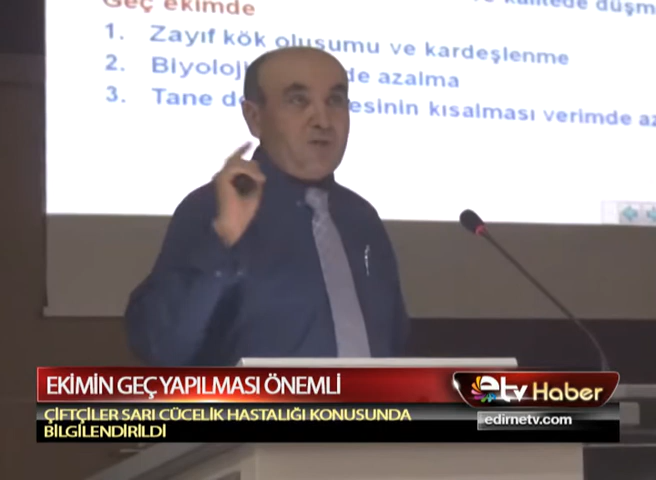 Geç ekimde
düşm
1. Zayıf kök oluşumu ve kardeşlenme
2. de azalma
3. Tane esinin kısalması verimde az
EKİMİN GEÇ YAPILMASI ÖNEMLİ
etv Haber
ÇİFTÇİLER SARI CÜCELİK HASTALIĞI KONUSUNDA
BİLGİLENDİRİLDİ
edirnetv.com